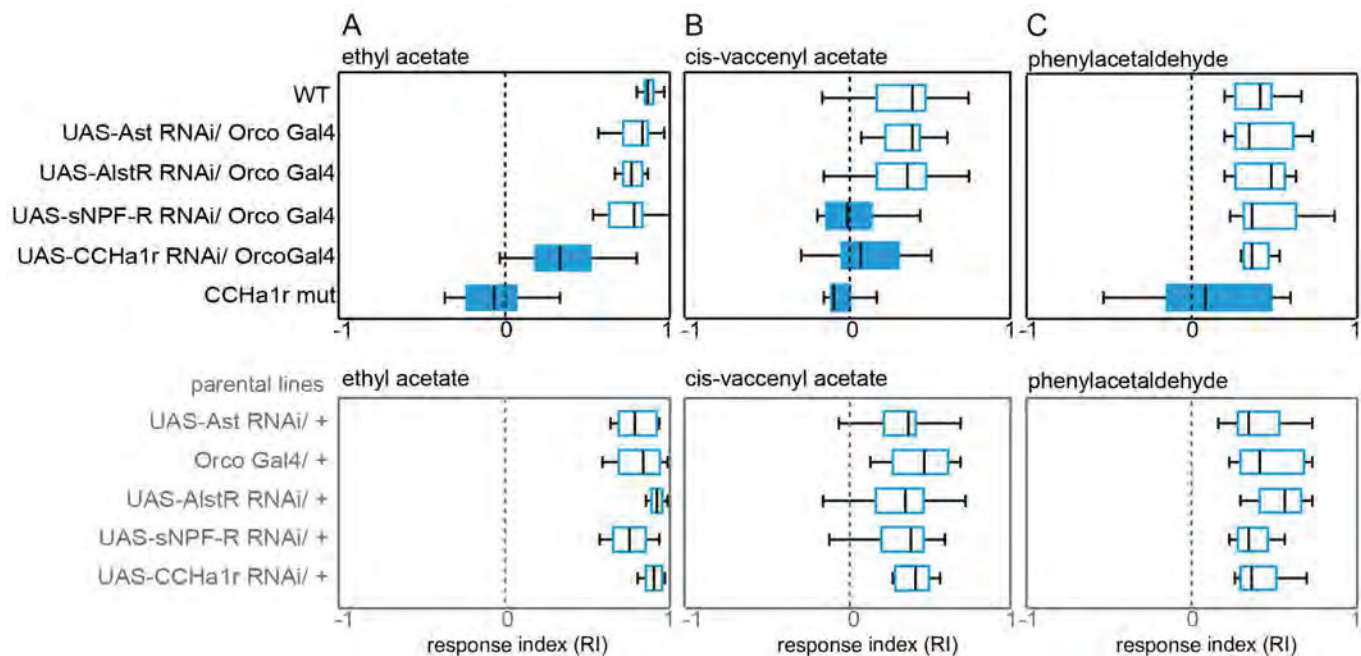 A B C
ethyl acetate cis-vaccenyl acetate phenylacetaldehyde
WT
UAS-Ast RNAi/ Orco Gal4
UAS-AlstR RNAi/ Orco Gal4
UAS-sNPF-R RNAi/ Orco Gal4
UAS-CCHa1r RNAi/ OrcoGal4
CCHa1r mut
-1 0 1 -1 0 1 -1 0 1
parental lines ethyl acetate cis-vaccenyl acetate phenylacetaldehyde
UAS-Ast RNAi/ +
Orco Gal4/ +
UAS-AlstR RNAi/ +
UAS-sNPF-R RNAi/ +
UAS-CCHa1r RNAi/ +
-1 0 1 -1 0 1 -1 0 1
response index (RI) response index (RI) response index (RI)